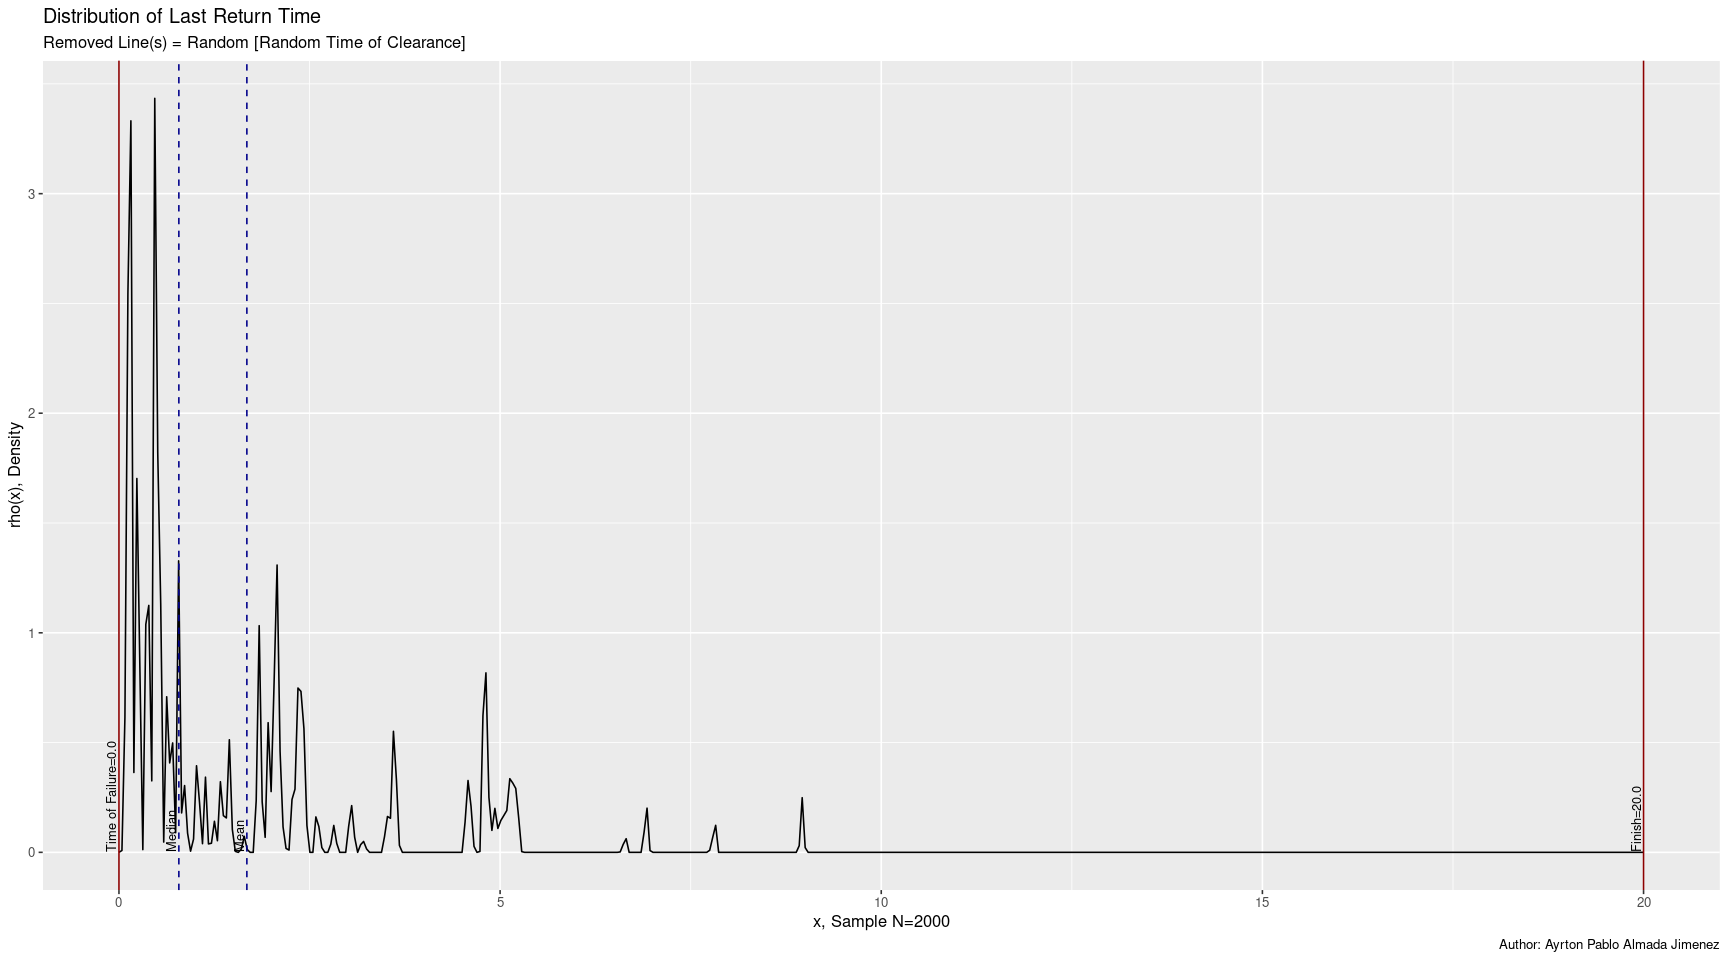 Distribution of Last Return Time
Removed Line(s) = Random [Random Time of Clearance]
rho(x), Density
3
2
1
0
Time of Failure=0.0
Median
Mean
Finish=20.0
0
5
10
15
20
x, Sample N=2000
Author: Ayrton Pablo Almada Jimenez